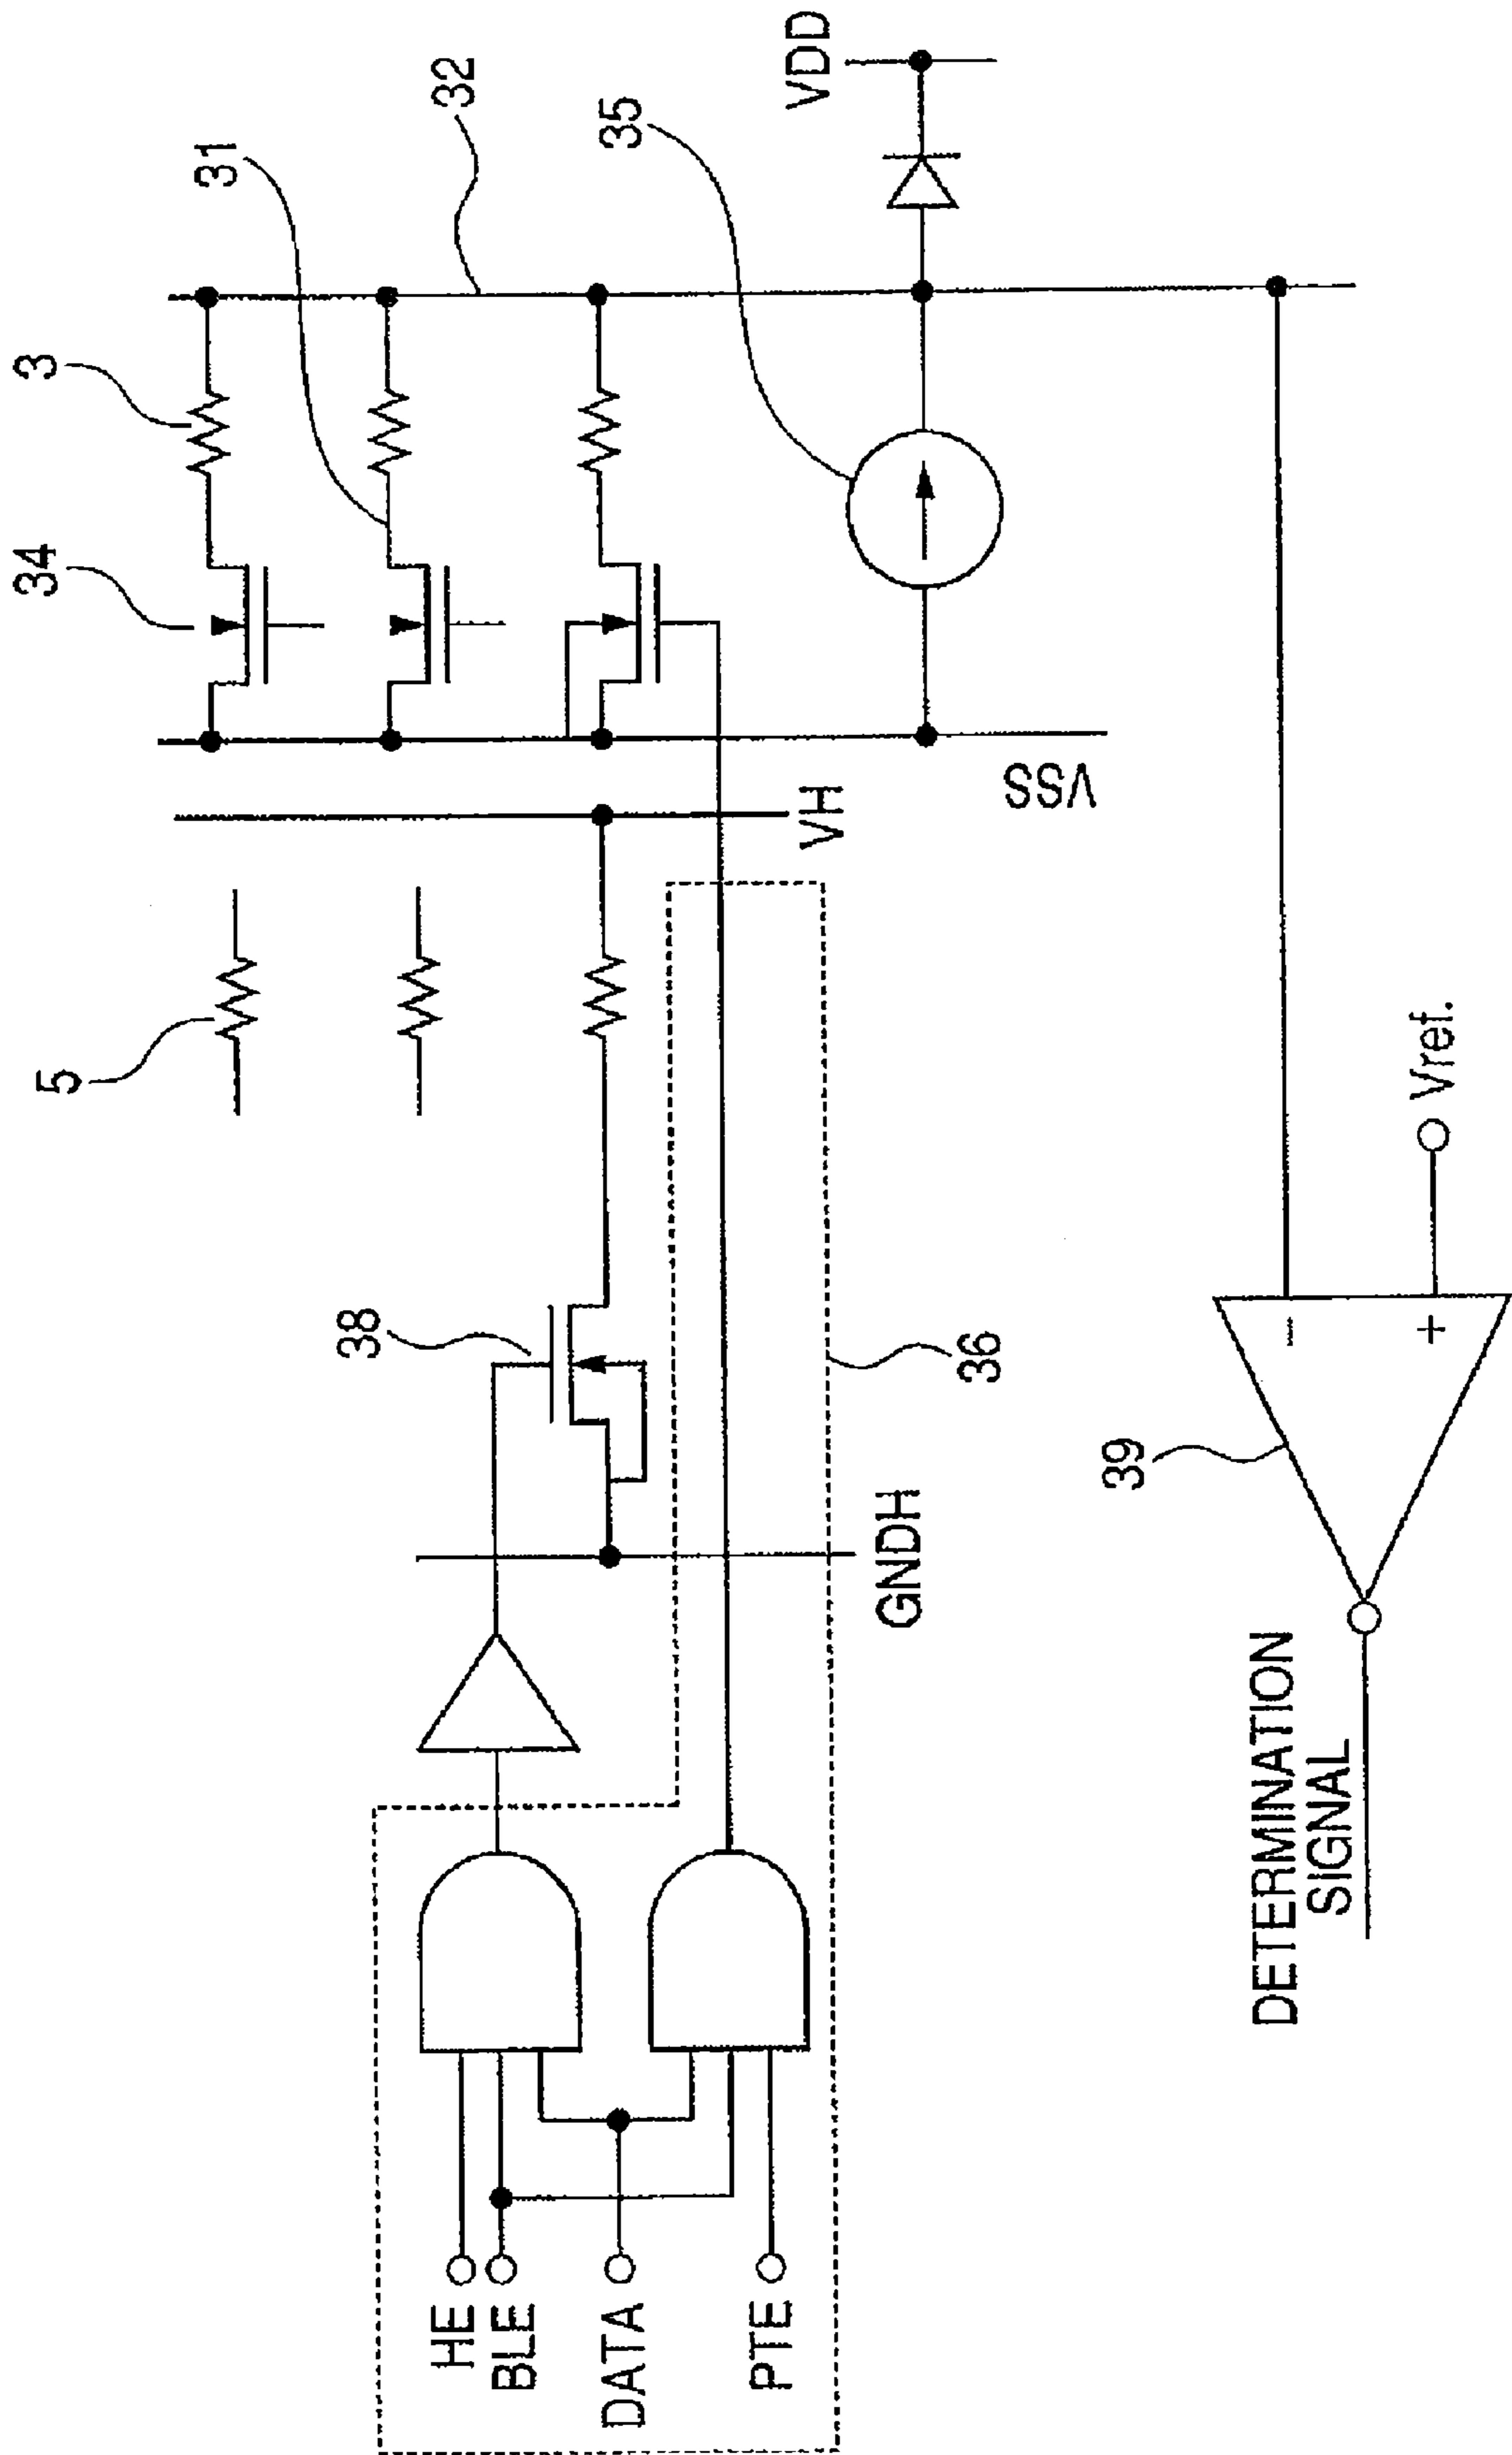 34
3
31
32
5
35
VDD
VSS
VH
38
36
GNDH
HE
BLE
DATA
PTE
39
Vref.
−
+
DETERMINATION
SIGNAL